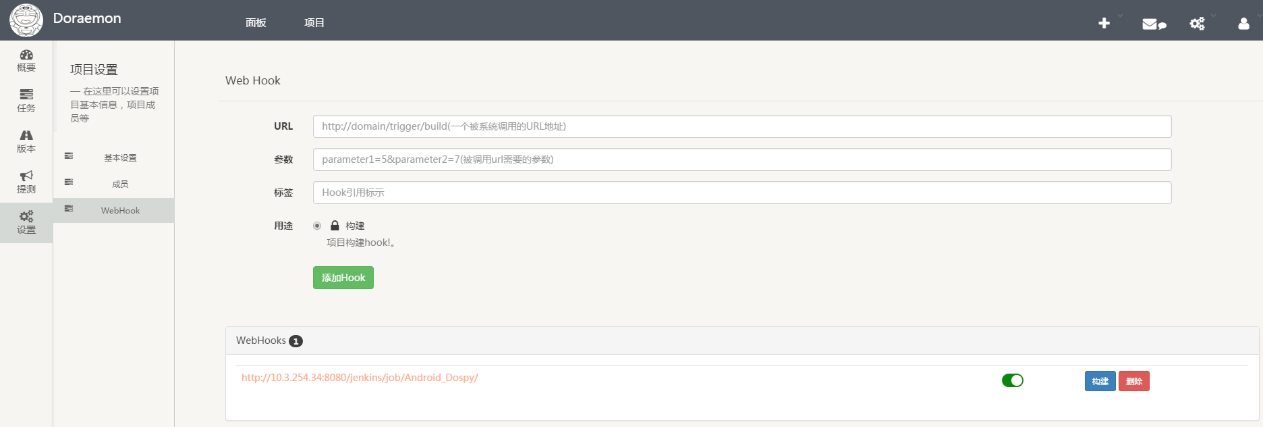 Doraemon
面板
项目
概要
任务
版本
提测
设置
项目设置
— 在这里可以设置项
目基本信息，项目成
员等
基本设置
成员
WebHook
Web Hook
URL
http://domain/trigger/build(一个被系统调用的URL地址)
参数
parameter1=5&parameter2=7(被调用url需要的参数)
标签
Hook引用标示
用途
构建
项目构建hook!。
添加Hook
WebHooks 1
http://10.3.254.34:8080/jenkins/job/Android_Dospy/
构建
删除